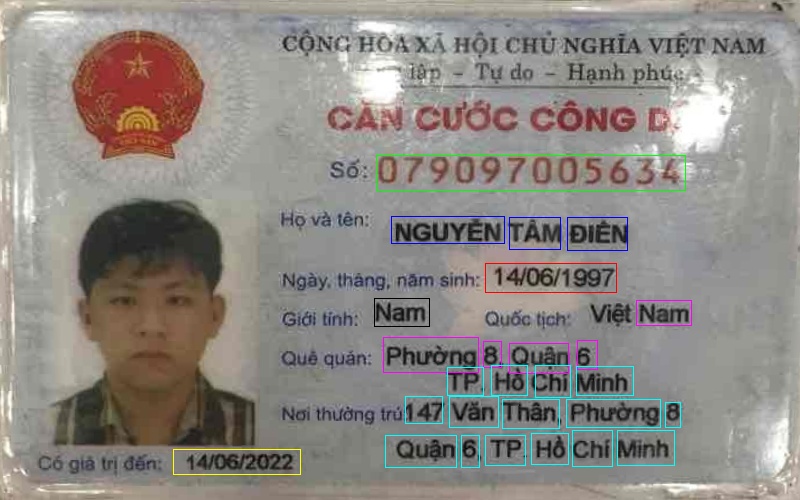 CỘNG HÒA XÃ HỘI CHỦ NGHĨA VIỆT NAM
lập - Tự do - Hạnh phúc
CĂN CƯỚC CÔNG D
Số: 079097005634
Họ và tên: NGUYỄN TÂM ĐIỀN
Ngày, tháng, năm sinh: 14/06/1997
Giới tính: Nam Quốc tịch: Việt Nam
Quê quán: Phường 8, Quận 6
TP. Hồ Chí Minh
Nơi thường trú: 147 Văn Thân, Phường 8
Quận 6, TP. Hồ Chí Minh
Có giá trị đến: 14/06/2022